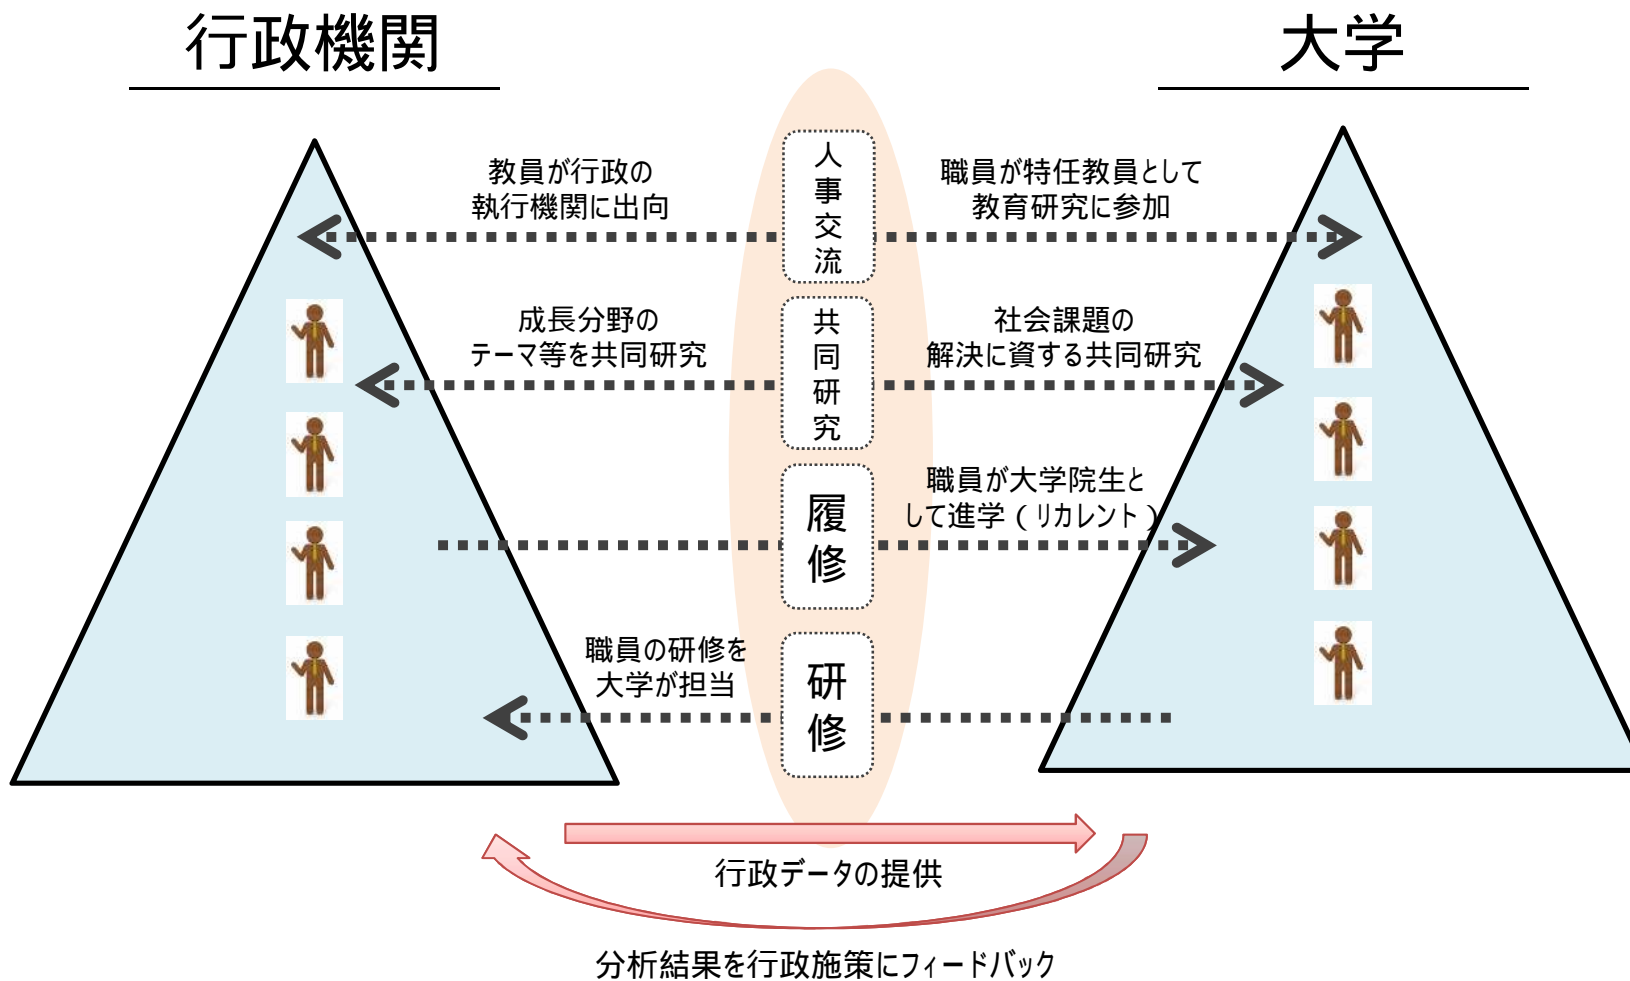 行政機関
大学
人事交流
教員が行政の
執行機関に出向
職員が特任教員として
教育研究に参加
共同研究
成長分野の
テーマ等を共同研究
社会課題の
解決に資する共同研究
履修
職員が大学院生と
して進学（リカレント）
研修
職員の研修を
大学が担当
行政データの提供
分析結果を行政施策にフィードバック